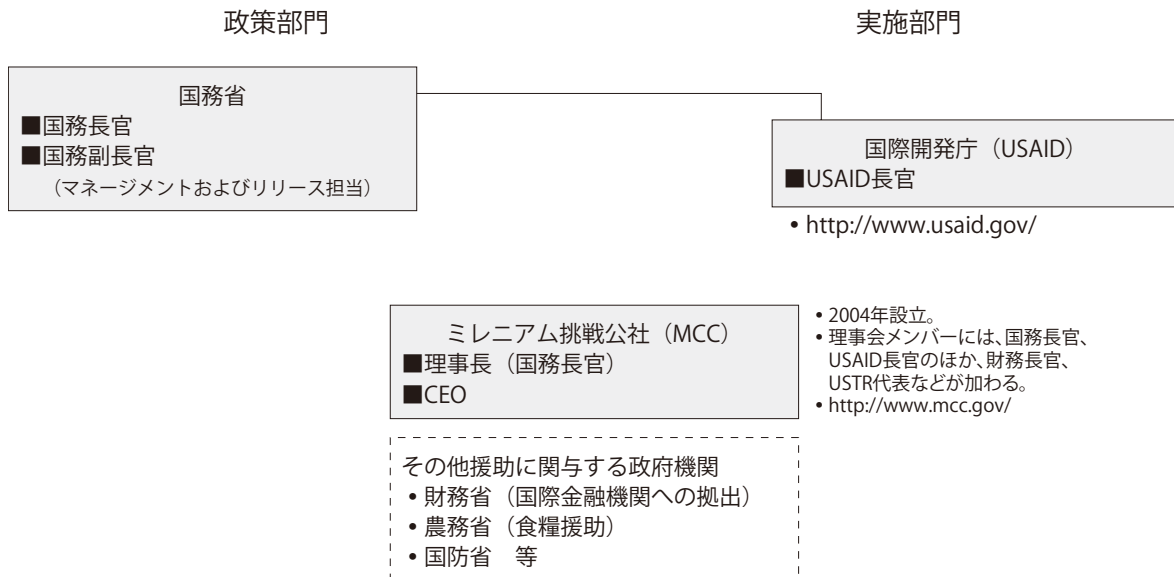 政策部門
実施部門
国務省
■国務長官
■国務副長官
（マネージメントおよびリリース担当）
国際開発庁（USAID）
■USAID長官
• http://www.usaid.gov/
ミレニアム挑戦公社（MCC）
■理事長（国務長官）
■CEO
• 2004年設立。
• 理事会メンバーには、国務長官、
USAID長官のほか、財務長官、
USTR代表などが加わる。
• http://www.mcc.gov/
その他援助に関与する政府機関
• 財務省（国際金融機関への拠出）
• 農務省（食糧援助）
• 国防省　等